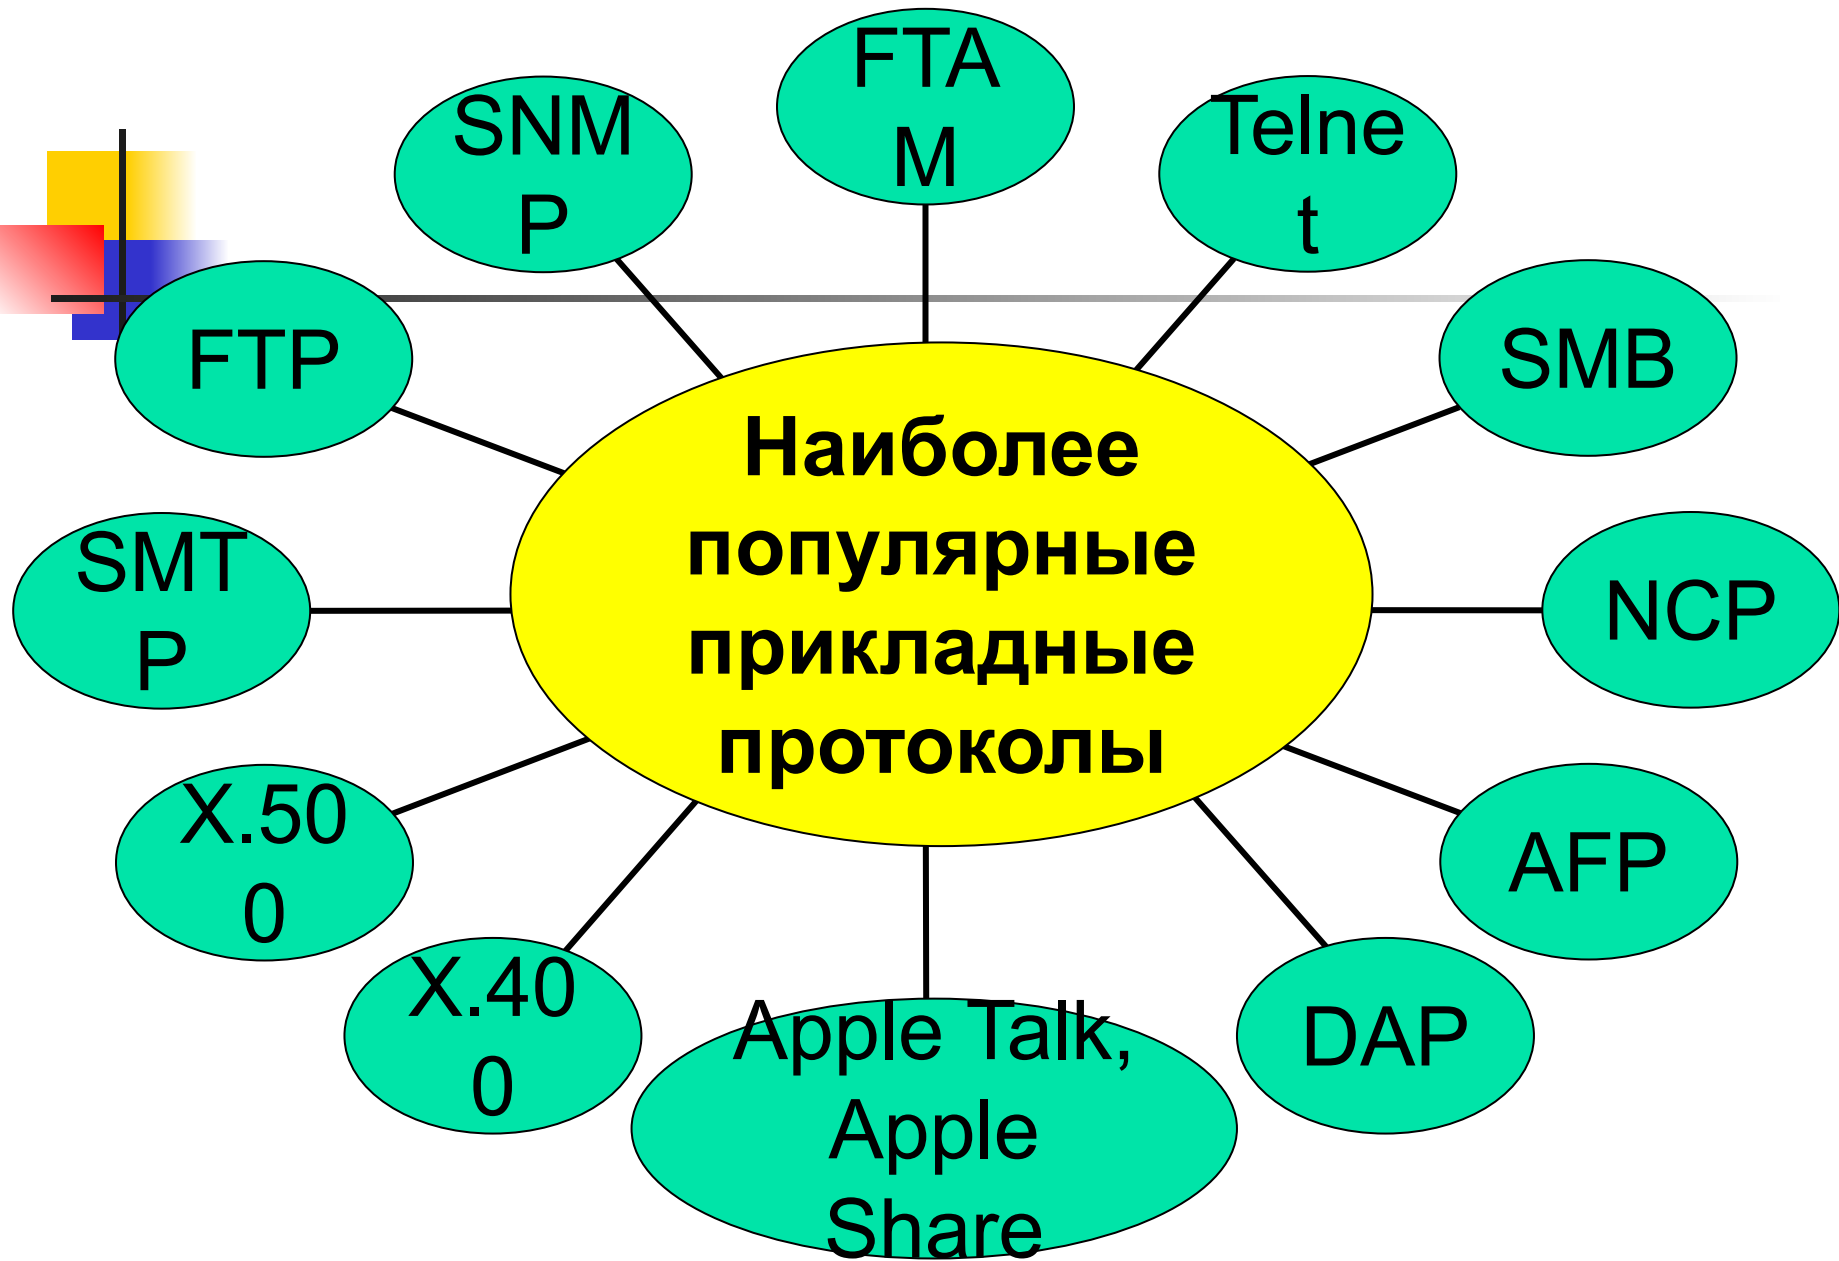 FTA
M
SNM
P
Telne
t
FTP
SMB
Наиболее
популярные
прикладные
протоколы
SMT
P
NCP
X.50
0
AFP
X.40
0
DAP
Apple Talk,
Apple
Share